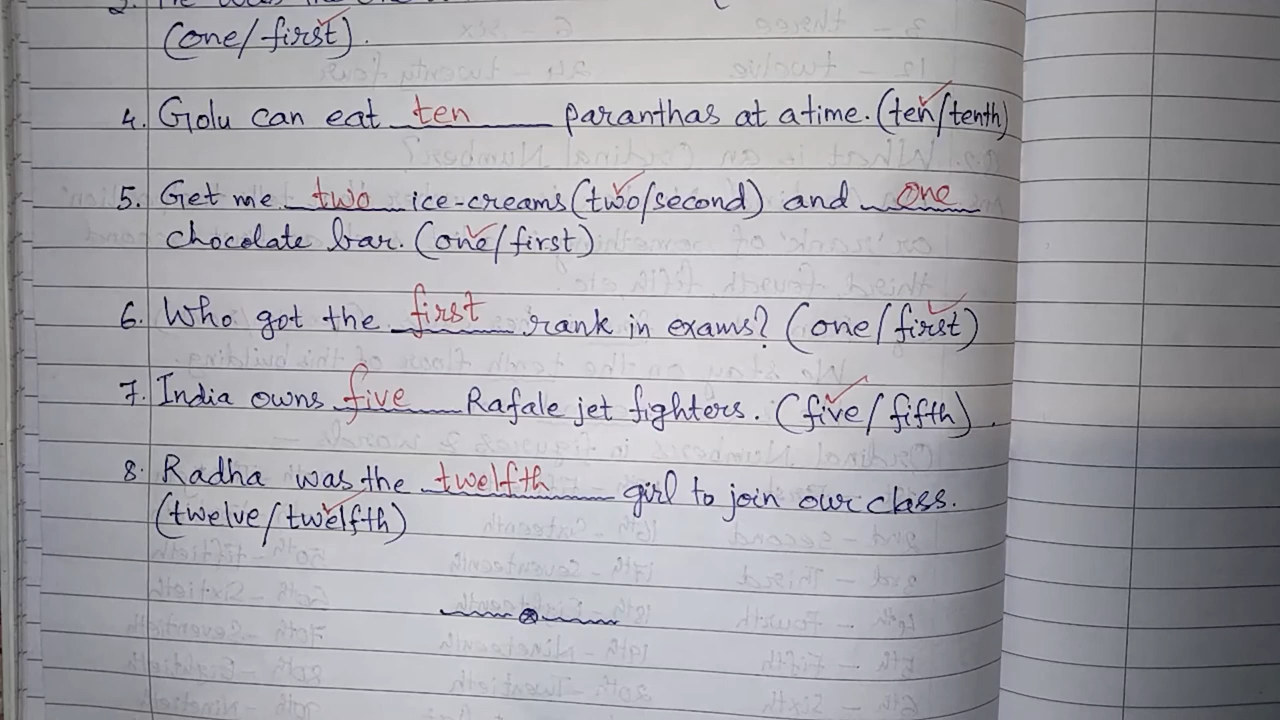 (one/first).
4. Golu can eat ten paranthas at a time. (ten/tenth)
5. Get me two ice-creams (two/second) and one
chocolate bar. (one/first)
6. Who got the first rank in exams? (one/first)
7. India owns five Rafale jet fighters. (five/fifth).
8. Radha was the twelfth girl to join our class.
(twelve/twelfth)